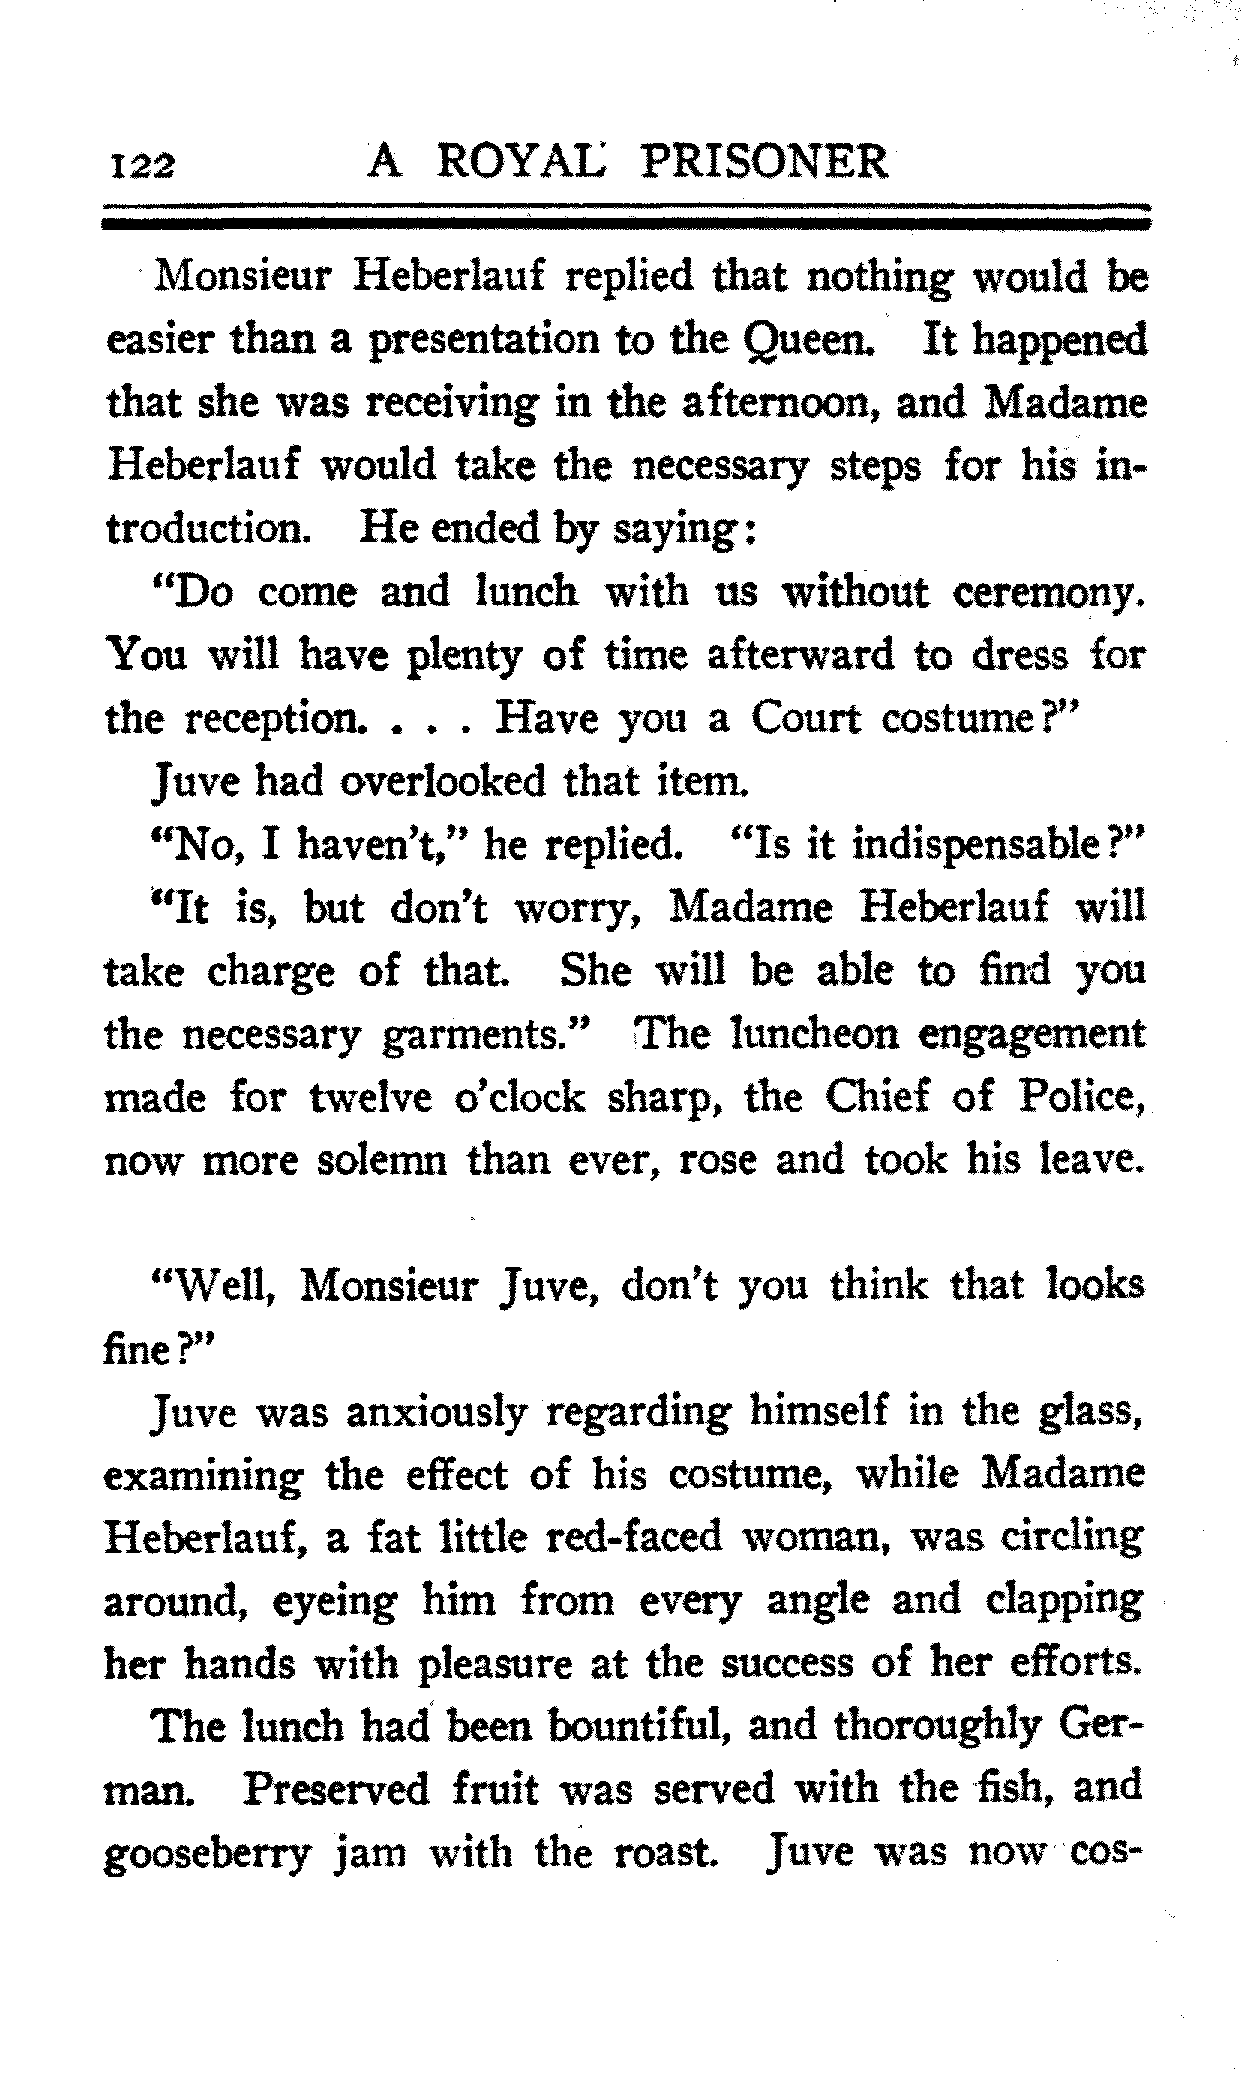 122 A ROYAL PRISONER
Monsieur Heberlauf replied that nothing would be
easier than a presentation to the Queen. It happened
that she was receiving in the afternoon, and Madame
Heberlauf would take the necessary steps for his in-
troduction. He ended by saying:
"Do come and lunch with us without ceremony.
You will have plenty of time afterward to dress for
the reception. . . . Have you a Court costume?"
Juve had overlooked that item.
"No, I haven't," he replied. "Is it indispensable?"
"It is, but don't worry, Madame Heberlauf will
take charge of that. She will be able to find you
the necessary garments." The luncheon engagement
made for twelve o'clock sharp, the Chief of Police,
now more solemn than ever, rose and took his leave.
"Well, Monsieur Juve, don't you think that looks
fine?"
Juve was anxiously regarding himself in the glass,
examining the effect of his costume, while Madame
Heberlauf, a fat little red-faced woman, was circling
around, eyeing him from every angle and clapping
her hands with pleasure at the success of her efforts.
The lunch had been bountiful, and thoroughly Ger-
man. Preserved fruit was served with the fish, and
gooseberry jam with the roast. Juve was now cos-